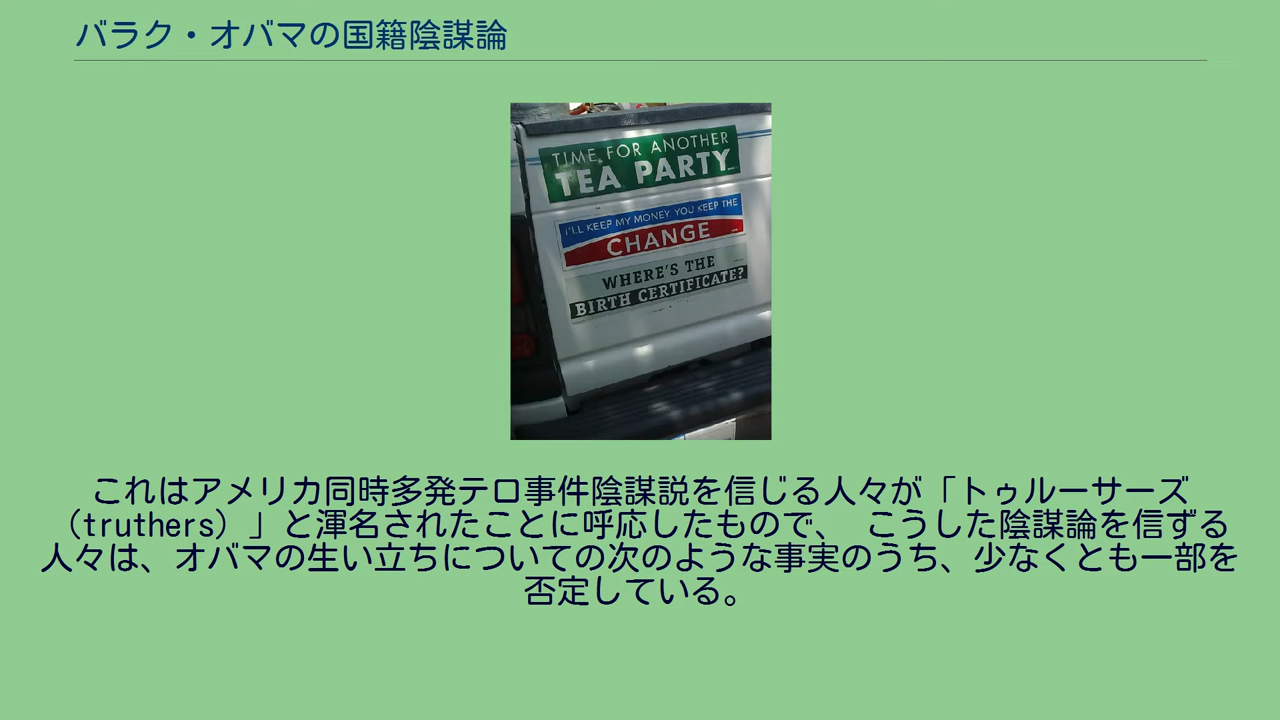 バラク・オバマの国籍陰謀論
TIME FOR ANOTHER
TEA PARTY
I'LL KEEP MY MONEY YOU KEEP THE
CHANGE
WHERE'S THE
BIRTH CERTIFICATE?
これはアメリカ同時多発テロ事件陰謀説を信じる人々が「トゥルーサーズ
（truthers）」と渾名されたことに呼応したもので、 こうした陰謀論を信ずる
人々は、オバマの生い立ちについての次のような事実のうち、少なくとも一部を
否定している。